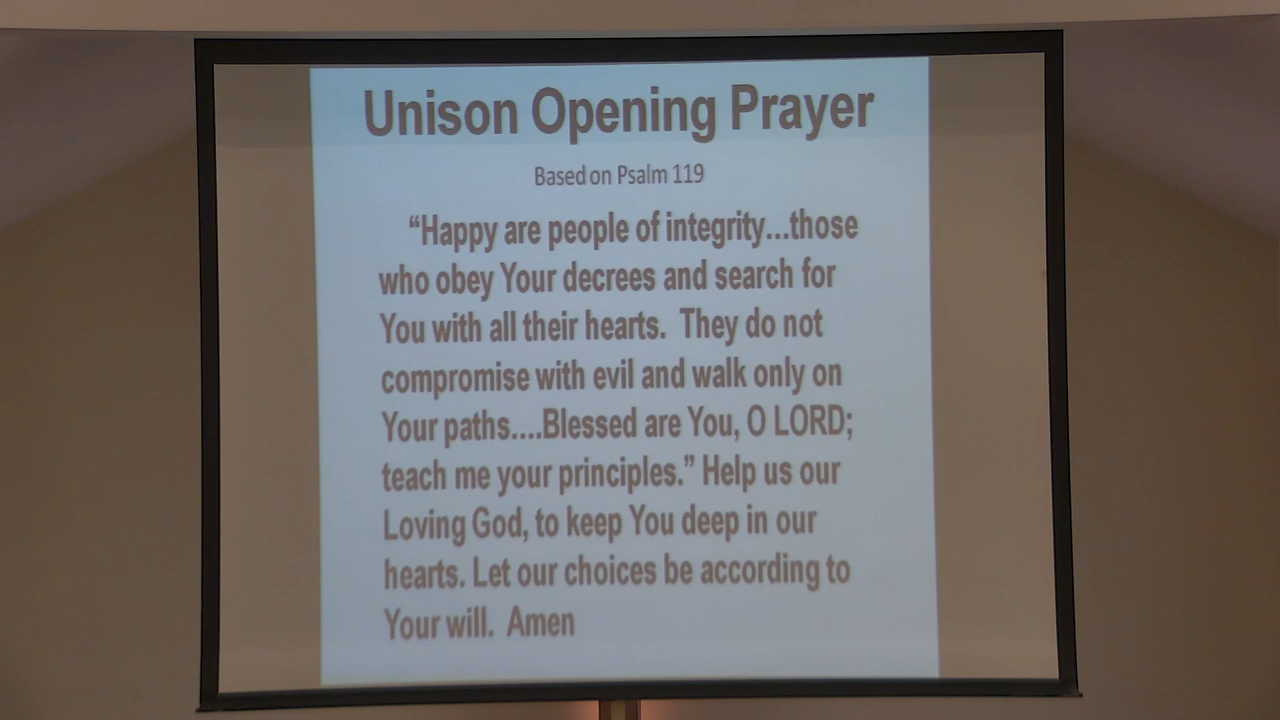 Unison Opening Prayer
Based on Psalm 119
“Happy are people of integrity...those
who obey Your decrees and search for
You with all their hearts.  They do not
compromise with evil and walk only on
Your paths....Blessed are You, O LORD;
teach me your principles.” Help us our
Loving God, to keep You deep in our
hearts. Let our choices be according to
Your will.  Amen